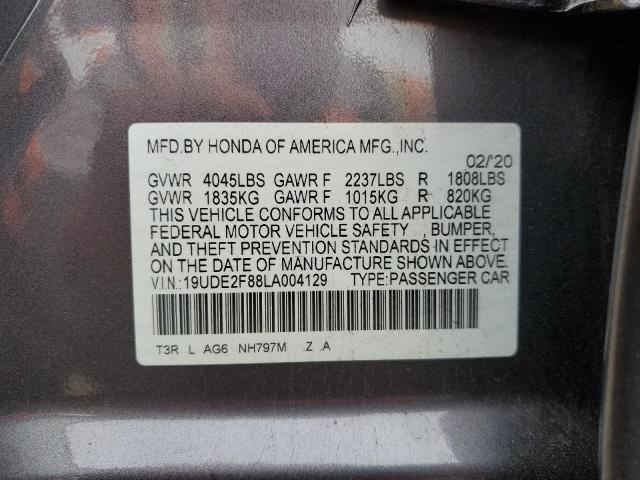 MFD.BY HONDA OF AMERICA MFG.,INC.
02/'20
GVWR 4045LBS GAWR F 2237LBS R 1808LBS
GVWR 1835KG GAWR F 1015KG R 820KG
THIS VEHICLE CONFORMS TO ALL APPLICABLE
FEDERAL MOTOR VEHICLE SAFETY , BUMPER,
AND THEFT PREVENTION STANDARDS IN EFFECT
ON THE DATE OF MANUFACTURE SHOWN ABOVE.
V.I.N.:19UDE2F88LA004129 TYPE:PASSENGER CAR
T3R L AG6 NH797M .Z .A